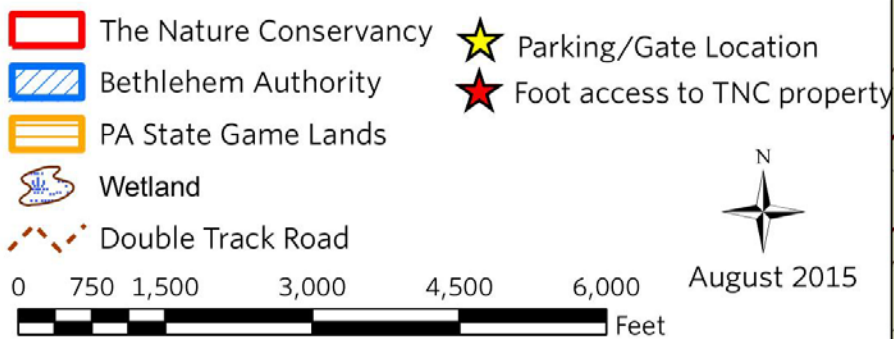 The Nature Conservancy
Bethlehem Authority
PA State Game Lands
Wetland
Double Track Road
Parking/Gate Location
Foot access to TNC property
N
August 2015
0 750 1,500 3,000 4,500 6,000
Feet